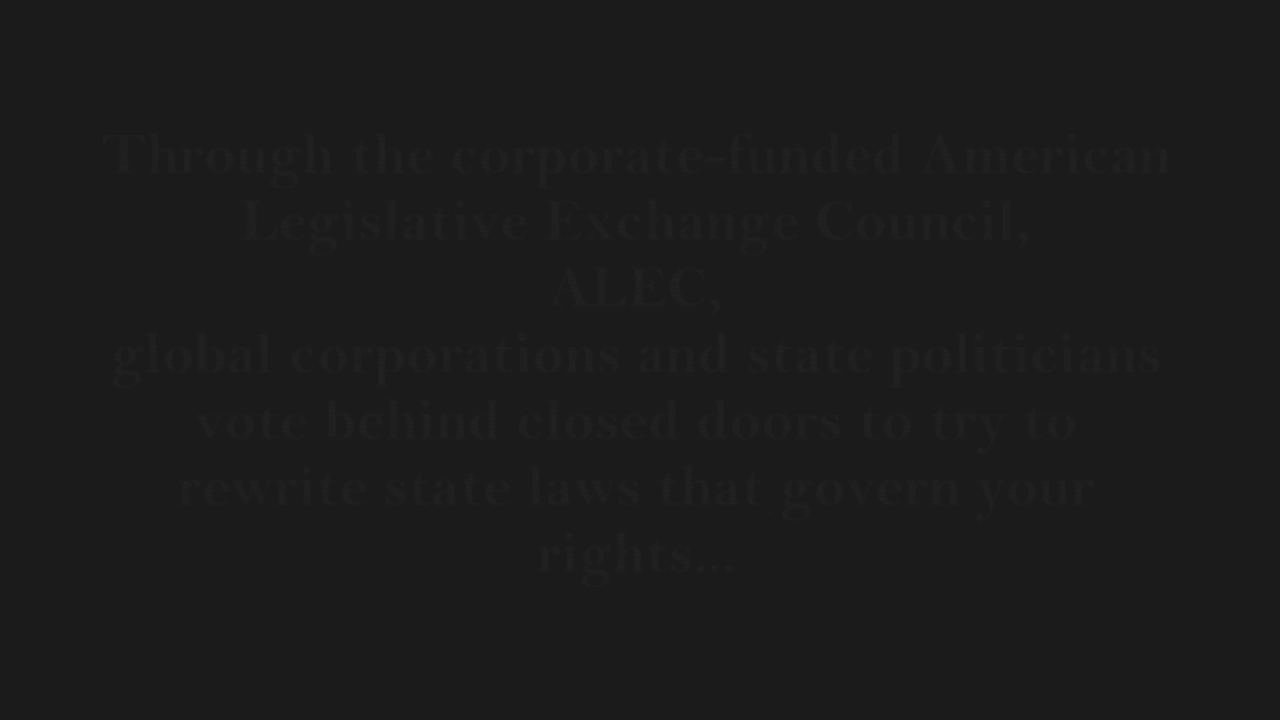 Through the corporate-funded American
Legislative Exchange Council,
ALEC,
global corporations and state politicians
vote behind closed doors to try to
rewrite state laws that govern your
rights...